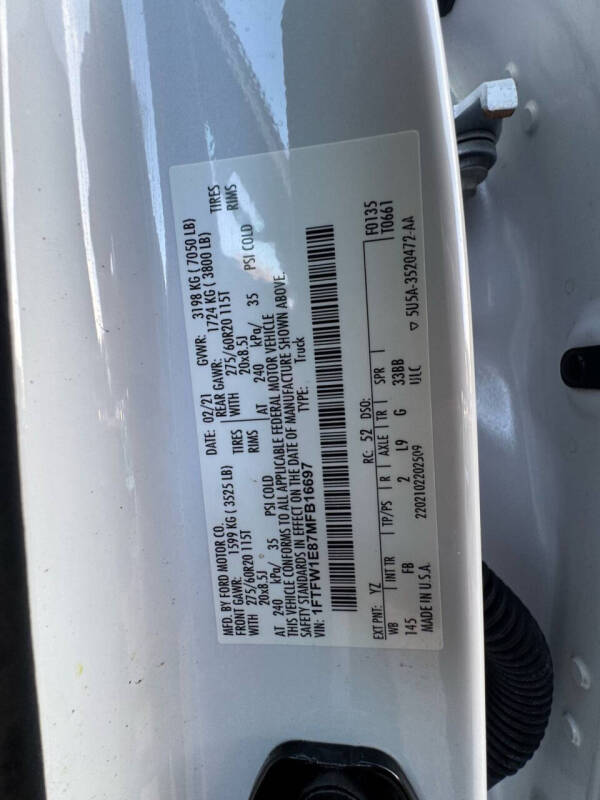 MFD. BY FORD MOTOR CO.
DATE: 02/21 GVWR: 3198 KG ( 7050 LB)
FRONT GAWR: 1599 KG ( 3525 LB) REAR GAWR: 1724 KG ( 3800 LB)
WITH 275/60R20 115T TIRES WITH 275/60R20 115T TIRES
20x8.5J RIMS 20x8.5J RIMS
AT 240 kPa/ 35 PSI COLD AT 240 kPa/ 35 PSI COLD
THIS VEHICLE CONFORMS TO ALL APPLICABLE FEDERAL MOTOR VEHICLE
SAFETY STANDARDS IN EFFECT ON THE DATE OF MANUFACTURE SHOWN ABOVE.
VIN: 1FTFW1E87MFB16697 TYPE: Truck
F0135
T0661
EXT PNT: YZ RC: 52 DSO:
WB INT TR TP/PS R AXLE TR SPR
145 FB 2 L9 G 33BB
MADE IN U.S.A. 2202102202509 ULC 5U5A-3520472-AA